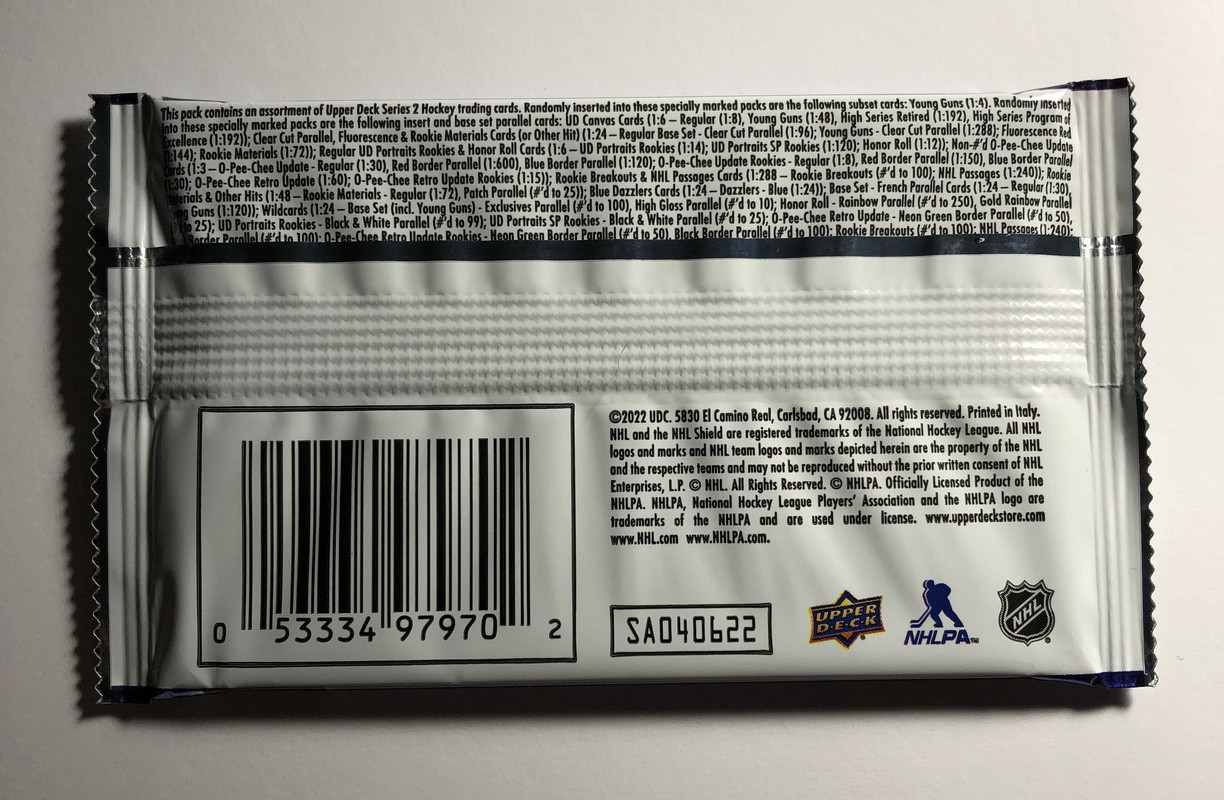 This pack contains an assortment of Upper Deck Series 2 Hockey trading cards. Randomly inserted into these specially marked packs are the following subset cards: Young Guns (1:4). Randomly inserted
into these specially marked packs are the following insert and base set parallel cards: UD Canvas Cards (1:6 – Regular (1:8), Young Guns (1:48), High Series Retired (1:192), High Series Program of
Excellence (1:192)); Clear Cut Parallel, Fluorescence & Rookie Materials Cards (or Other Hit) (1:24 – Regular Base Set - Clear Cut Parallel (1:96); Young Guns - Clear Cut Parallel (1:288); Fluorescence Red
(1:144); Rookie Materials (1:72)); Regular UD Portraits Rookies & Honor Roll Cards (1:6 – UD Portraits Rookies (1:14); UD Portraits SP Rookies (1:120); Honor Roll (1:12)); Non-#'d O-Pee-Chee Update
Cards (1:3 – O-Pee-Chee Update - Regular (1:30), Red Border Parallel (1:600), Blue Border Parallel (1:120); O-Pee-Chee Update Rookies - Regular (1:8), Red Border Parallel (1:150), Blue Border Parallel
(1:30); O-Pee-Chee Retro Update (1:60); O-Pee-Chee Retro Update Rookies (1:15)); Rookie Breakouts & NHL Passages Cards (1:288 – Rookie Breakouts (#'d to 100); NHL Passages (1:240)); Rookie
& Other Hits (1:48 – Rookie Materials - Regular (1:72), Patch Parallel (#'d to 25)); Blue Dazzlers Cards (1:24 – Dazzlers - Blue (1:24)); Base Set - French Parallel Cards (1:24 – Regular (1:30),
Guns (1:120)); Wildcards (1:24 – Base Set (incl. Young Guns) - Exclusives Parallel (#'d to 100), High Gloss Parallel (#'d to 10); Honor Roll - Rainbow Parallel (#'d to 250), Gold Rainbow Parallel
to 25); UD Portraits Rookies - Black & White Parallel (#'d to 99); UD Portraits SP Rookies - Black & White Parallel (#'d to 25); O-Pee-Chee Retro Update - Neon Green Border Parallel (#'d to 50),
Border Parallel (#'d to 100); O-Pee-Chee Retro Update Rookies - Neon Green Border Parallel (#'d to 50), Black Border Parallel (#'d to 100); Rookie Breakouts (#'d to 100); NHL Passages (1:240);
©2022 UDC. 5830 El Camino Real, Carlsbad, CA 92008. All rights reserved. Printed in Italy.
NHL and the NHL Shield are registered trademarks of the National Hockey League. All NHL
logos and marks and NHL team logos and marks depicted herein are the property of the NHL
and the respective teams and may not be reproduced without the prior written consent of NHL
Enterprises, L.P. © NHL. All Rights Reserved. © NHLPA. Officially Licensed Product of the
NHLPA. NHLPA, National Hockey League Players' Association and the NHLPA logo are
trademarks of the NHLPA and are used under license. www.upperdeckstore.com
www.NHL.com www.NHLPA.com.
0 53334 97970 2
SA040622
UPPER
D·E·C·K
NHLPA™
NHL